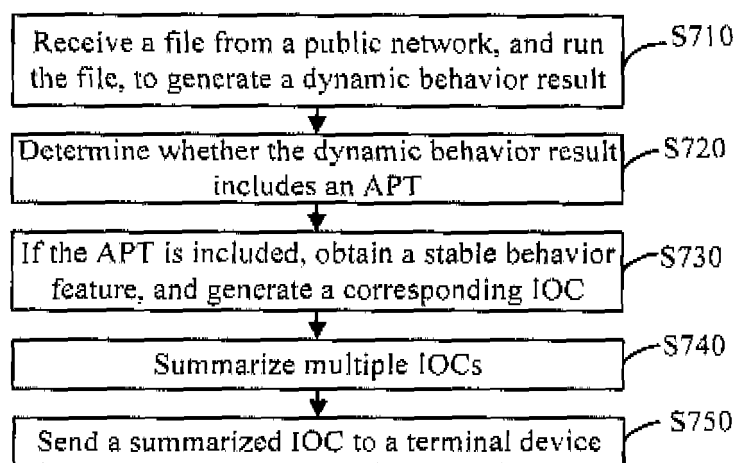 Receive a file from a public network, and run
the file, to generate a dynamic behavior result
S710
Determine whether the dynamic behavior result
includes an APT
S720
If the APT is included, obtain a stable behavior
feature, and generate a corresponding IOC
S730
Summarize multiple IOCs
S740
Send a summarized IOC to a terminal device
S750